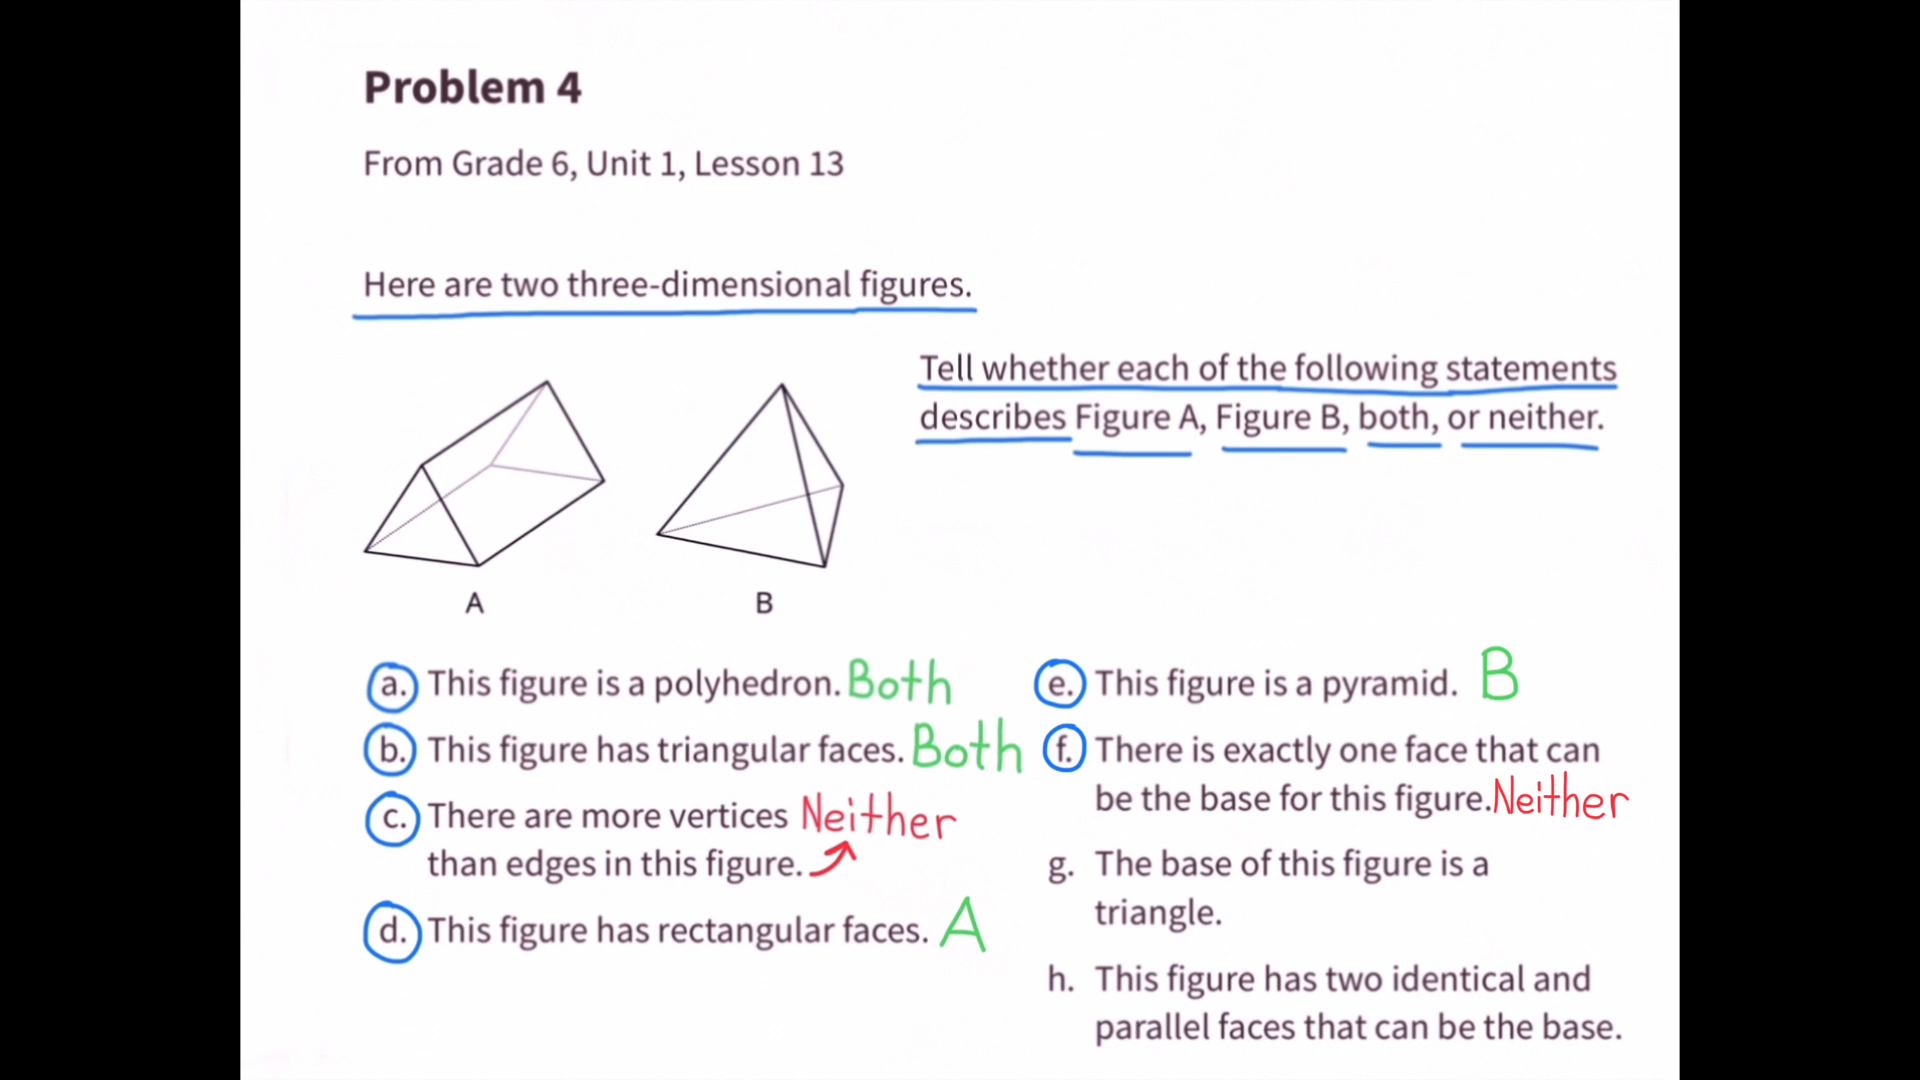 Problem 4
From Grade 6, Unit 1, Lesson 13
Here are two three-dimensional figures.
Tell whether each of the following statements
describes Figure A, Figure B, both, or neither.
A
B
a. This figure is a polyhedron. Both
b. This figure has triangular faces. Both
c. There are more vertices Neither
than edges in this figure.
d. This figure has rectangular faces. A
e. This figure is a pyramid. B
f. There is exactly one face that can
be the base for this figure. Neither
g. The base of this figure is a
triangle.
h. This figure has two identical and
parallel faces that can be the base.